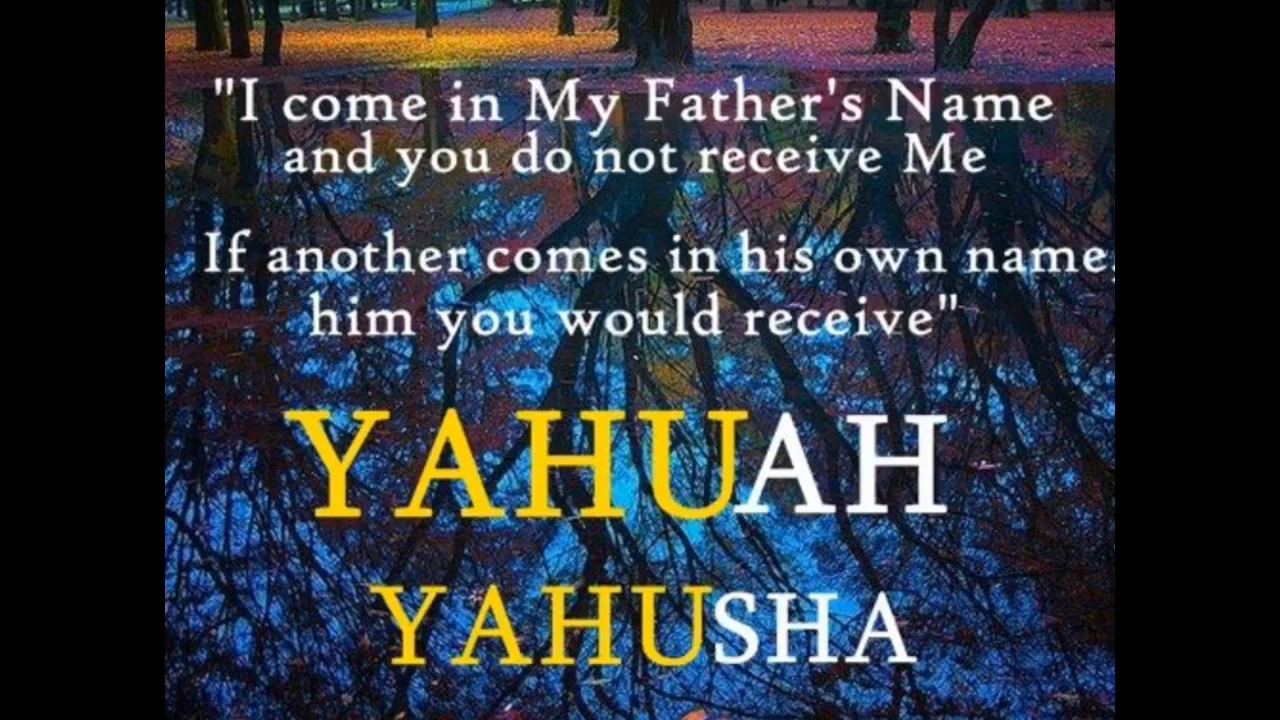 "I come in My Father's Name
and you do not receive Me
If another comes in his own name,
him you would receive"
YAHUAH
YAHUSHA